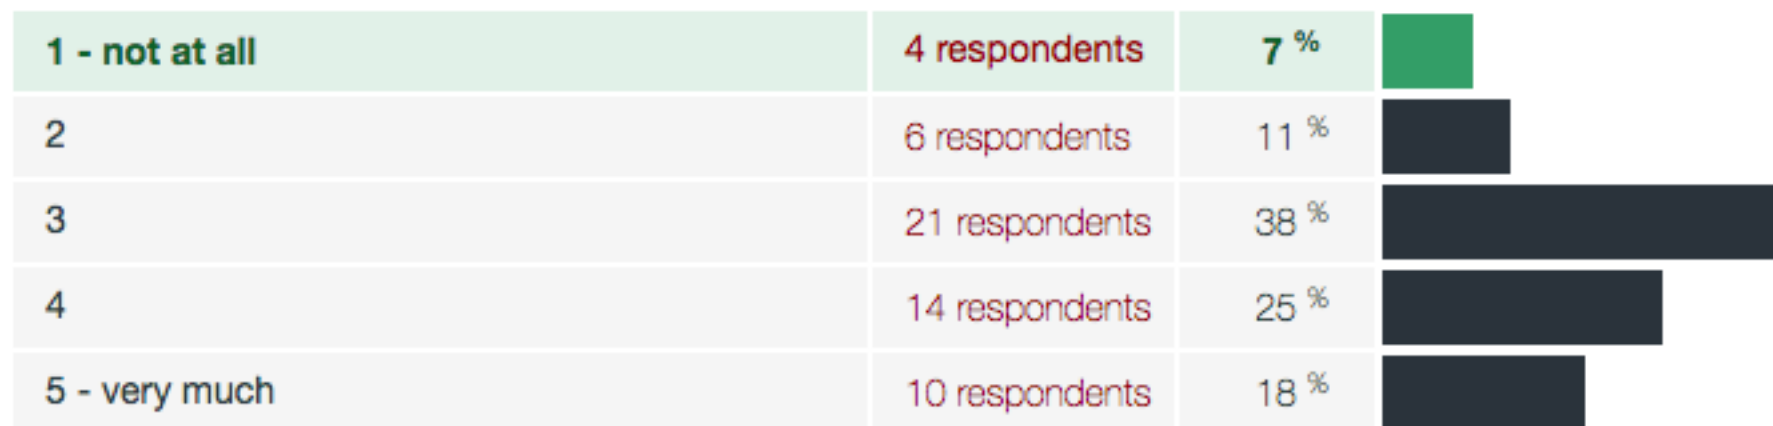 1 - not at all 4 respondents 7 %
2 6 respondents 11 %
3 21 respondents 38 %
4 14 respondents 25 %
5 - very much 10 respondents 18 %